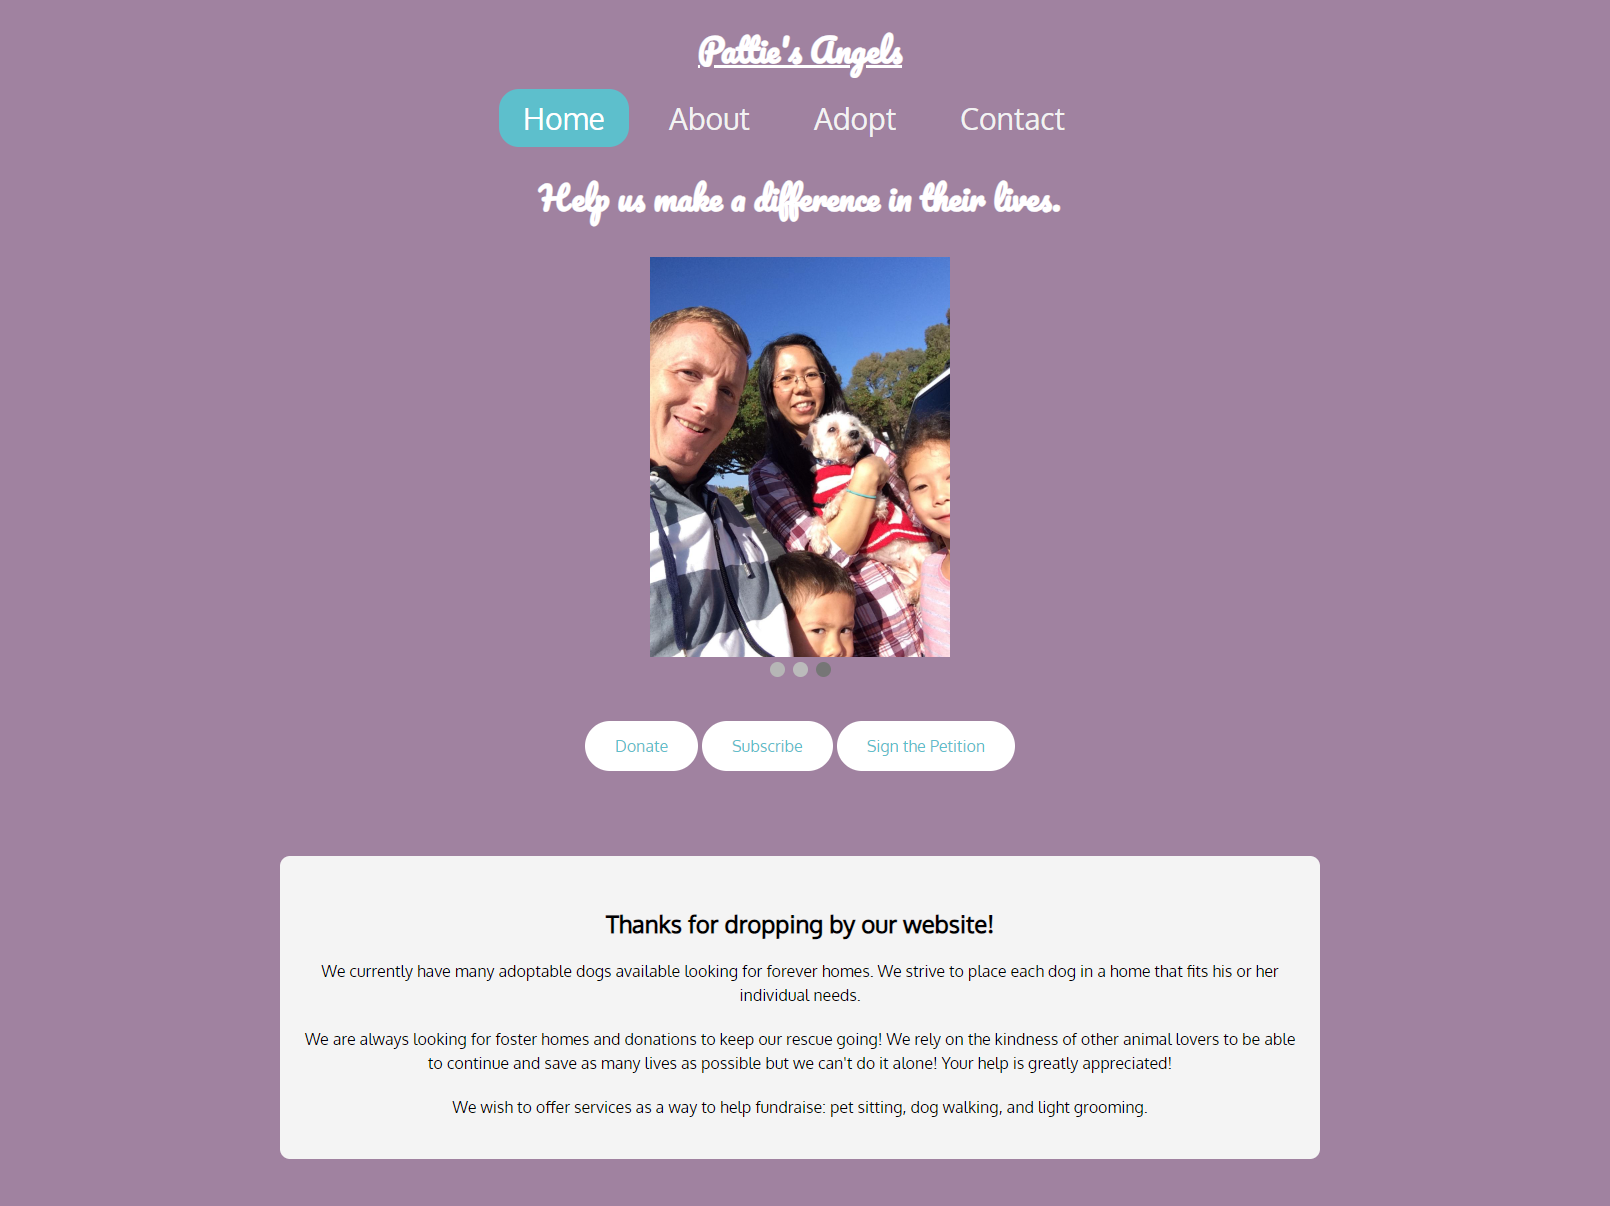 Pattie's Angels
Home About Adopt Contact
Help us make a difference in their lives.
Donate Subscribe Sign the Petition
Thanks for dropping by our website!
We currently have many adoptable dogs available looking for forever homes. We strive to place each dog in a home that fits his or her
individual needs.
We are always looking for foster homes and donations to keep our rescue going! We rely on the kindness of other animal lovers to be able
to continue and save as many lives as possible but we can't do it alone! Your help is greatly appreciated!
We wish to offer services as a way to help fundraise: pet sitting, dog walking, and light grooming.